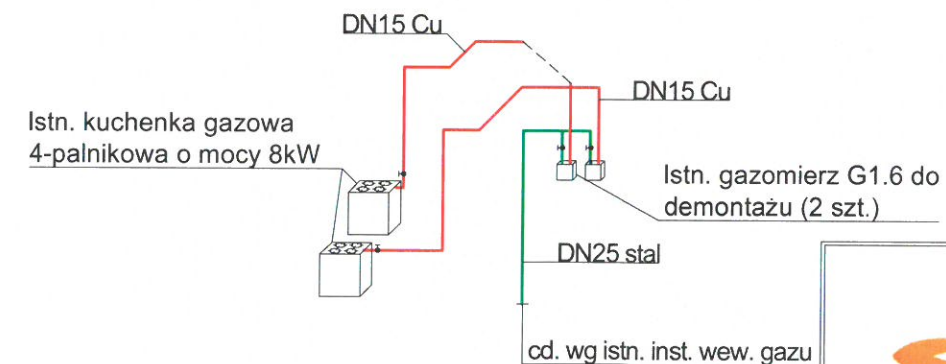 DN15 Cu
DN15 Cu
Istn. kuchenka gazowa
4-palnikowa o mocy 8kW
Istn. gazomierz G1.6 do
demontażu (2 szt.)
DN25 stal
cd. wg istn. inst. wew. gazu